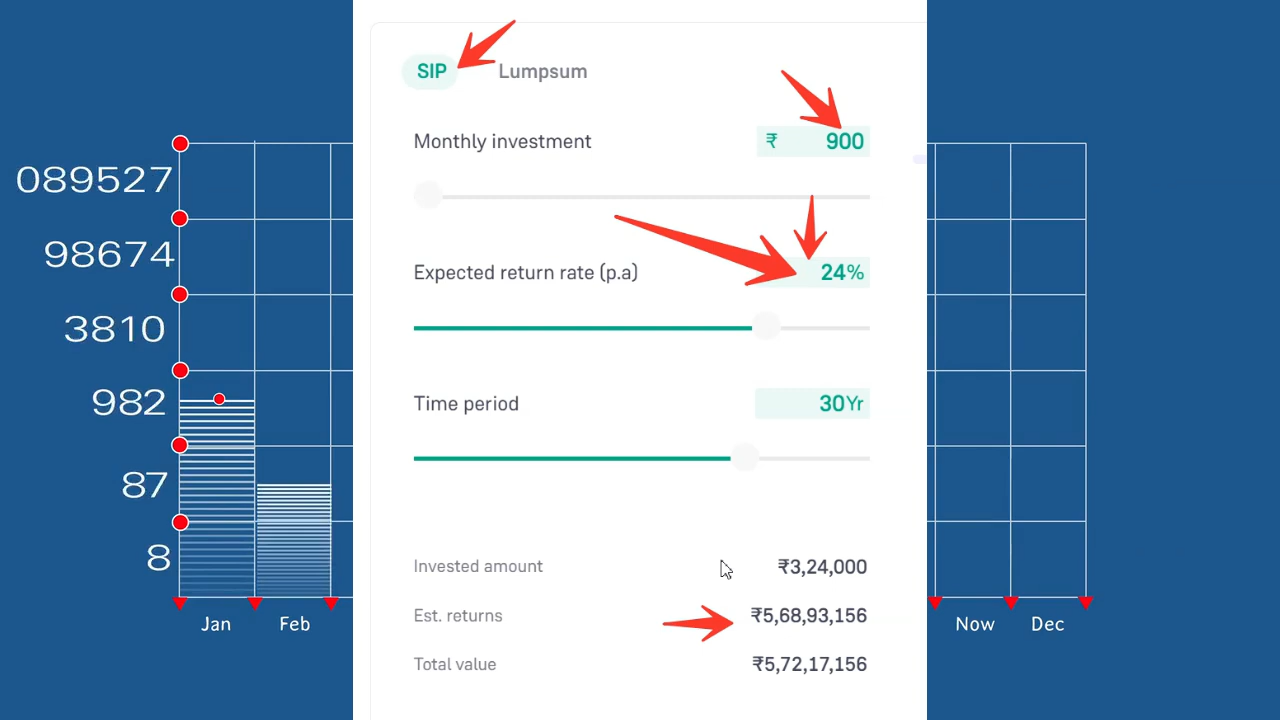 SIP Lumpsum
Monthly investment ₹ 900
Expected return rate (p.a) 24%
Time period 30Yr
Invested amount ₹3,24,000
Est. returns ₹5,68,93,156
Total value ₹5,72,17,156
089527
98674
3810
982
87
8
Jan Feb Now Dec